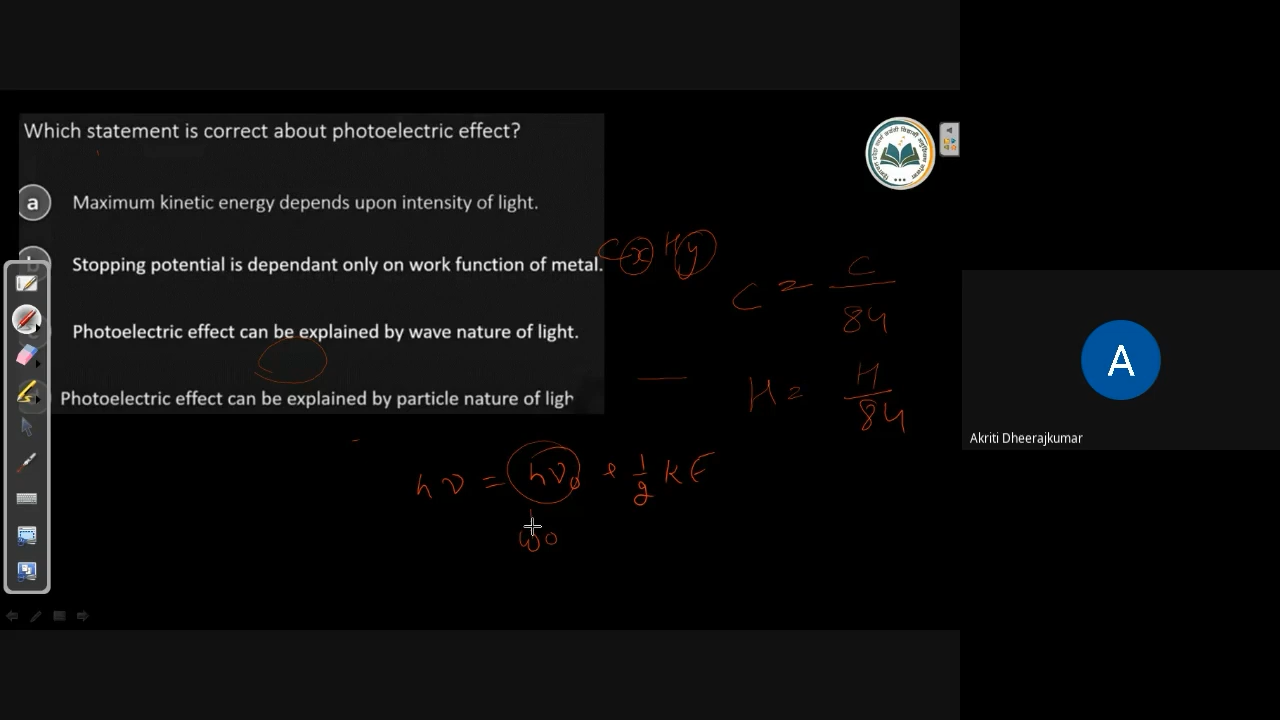 Which statement is correct about photoelectric effect?
a Maximum kinetic energy depends upon intensity of light.
b Stopping potential is dependant only on work function of metal.
Photoelectric effect can be explained by wave nature of light.
Photoelectric effect can be explained by particle nature of ligh
CxHy
C = C/84
H = H/84
hν = hν₀ + 1/2 KE
W₀
A
Akriti Dheerajkumar